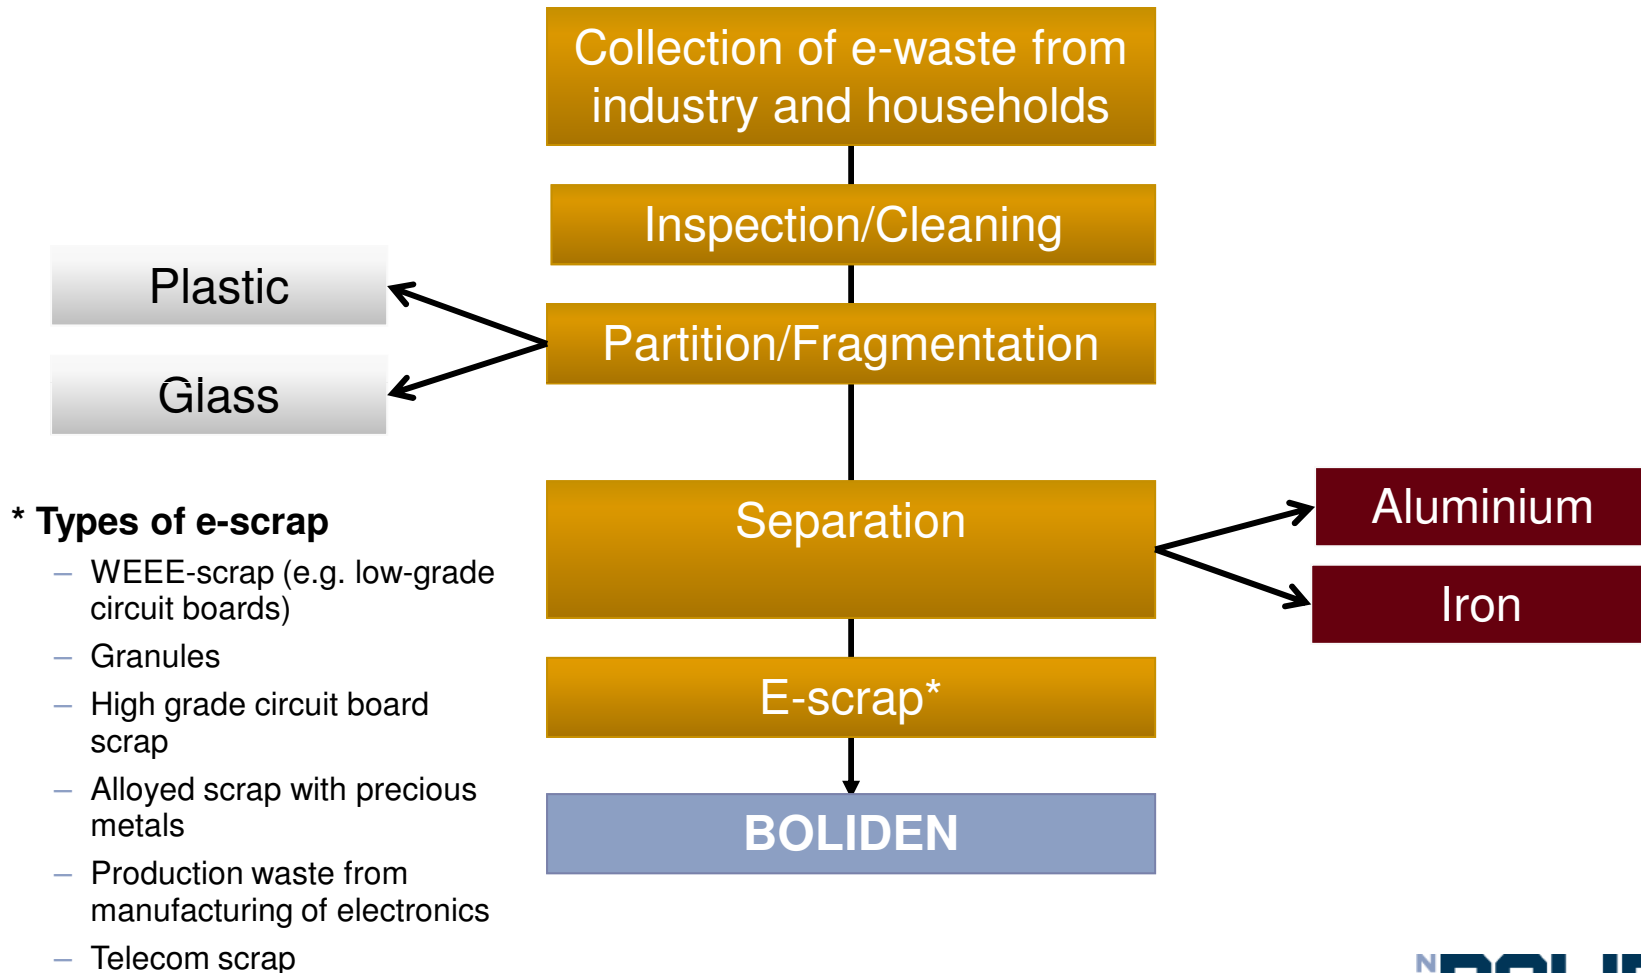 Collection of e-waste from
industry and households
Inspection/Cleaning
Plastic
Partition/Fragmentation
Glass
Separation
Aluminium
Iron
E-scrap*
BOLIDEN
* Types of e-scrap
– WEEE-scrap (e.g. low-grade
circuit boards)
– Granules
– High grade circuit board
scrap
– Alloyed scrap with precious
metals
– Production waste from
manufacturing of electronics
– Telecom scrap